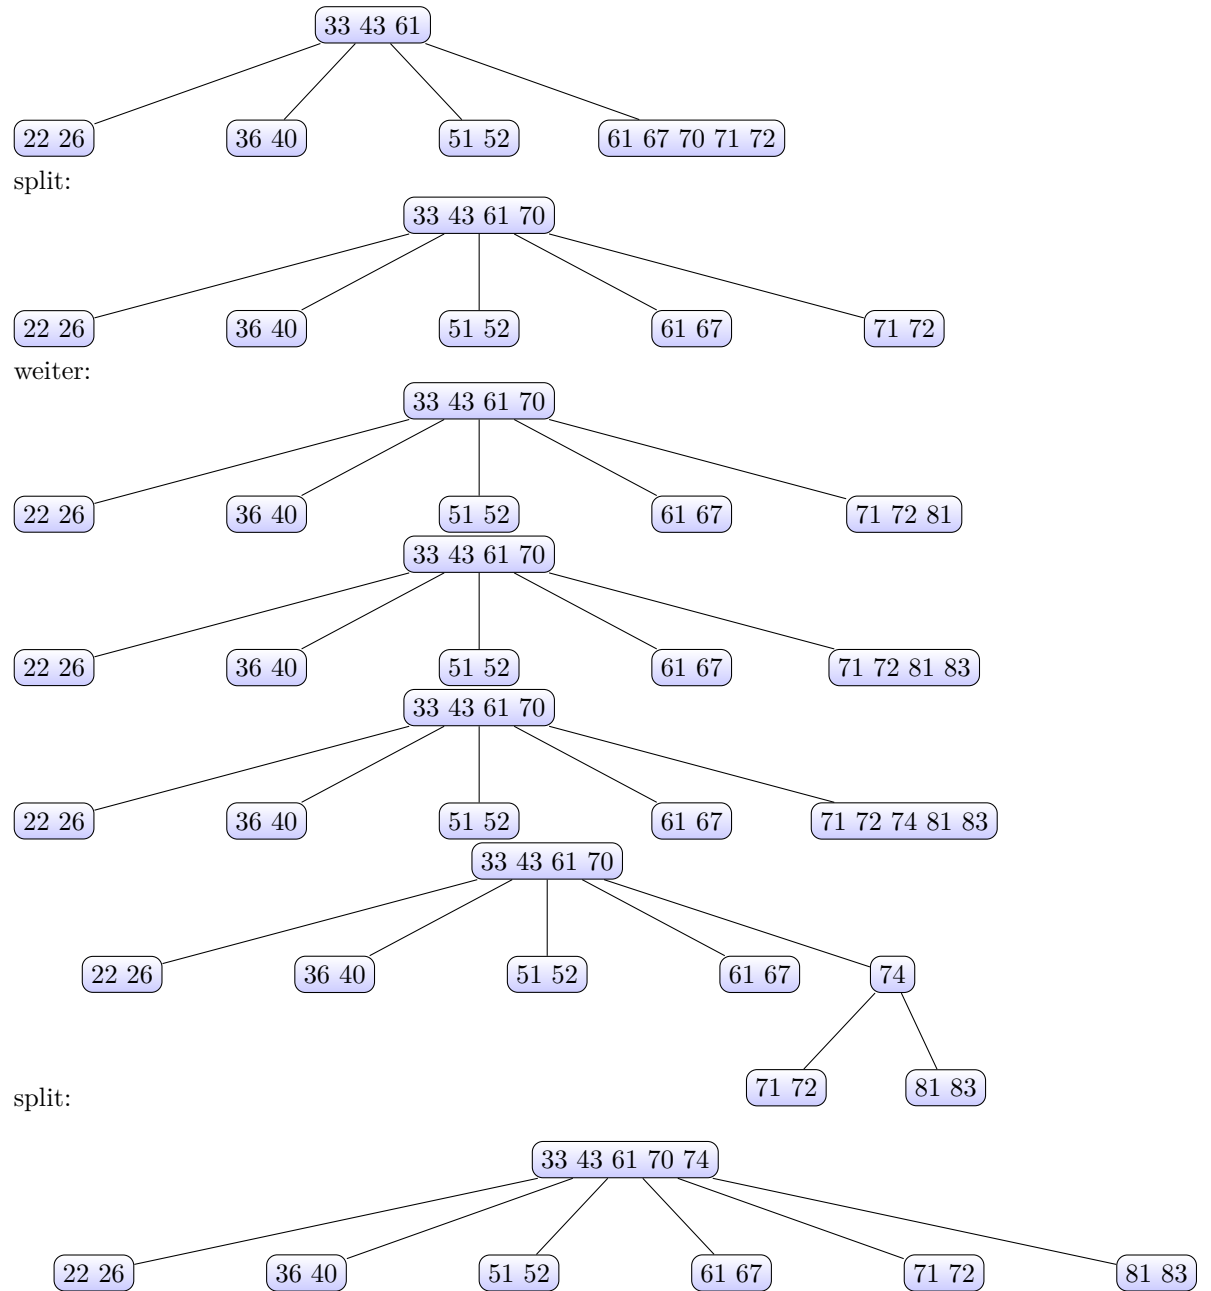 33 43 61
22 26 36 40 51 52 61 67 70 71 72
split:
33 43 61 70
22 26 36 40 51 52 61 67 71 72
weiter:
33 43 61 70
22 26 36 40 51 52 61 67 71 72 81
33 43 61 70
22 26 36 40 51 52 61 67 71 72 81 83
33 43 61 70
22 26 36 40 51 52 61 67 71 72 74 81 83
33 43 61 70
22 26 36 40 51 52 61 67 74
71 72 81 83
split:
33 43 61 70 74
22 26 36 40 51 52 61 67 71 72 81 83